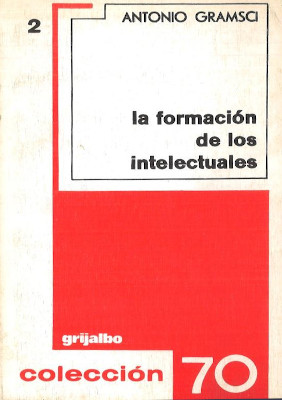 2
ANTONIO GRAMSCI
la formación
de los
intelectuales
grijalbo
colección 70